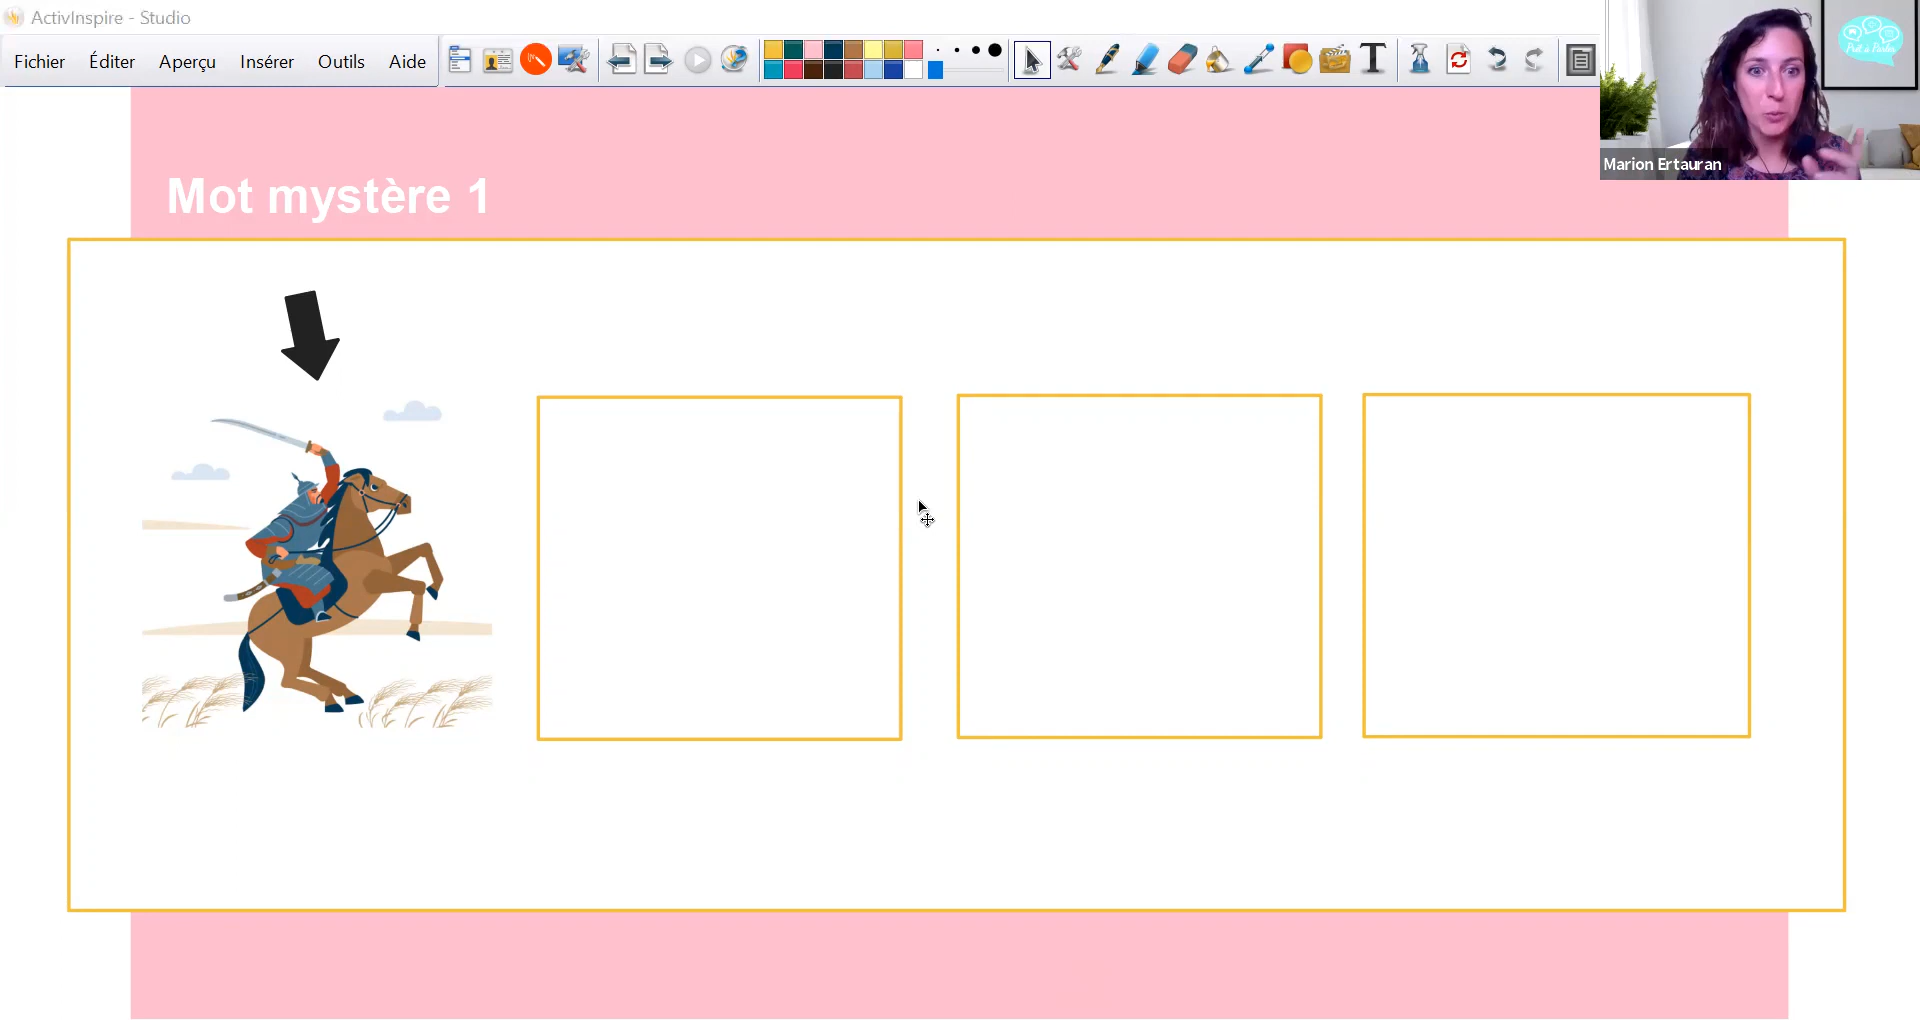 ActivInspire - Studio
Fichier Éditer Aperçu Insérer Outils Aide
T
Marion Ertauran
Mot mystère 1